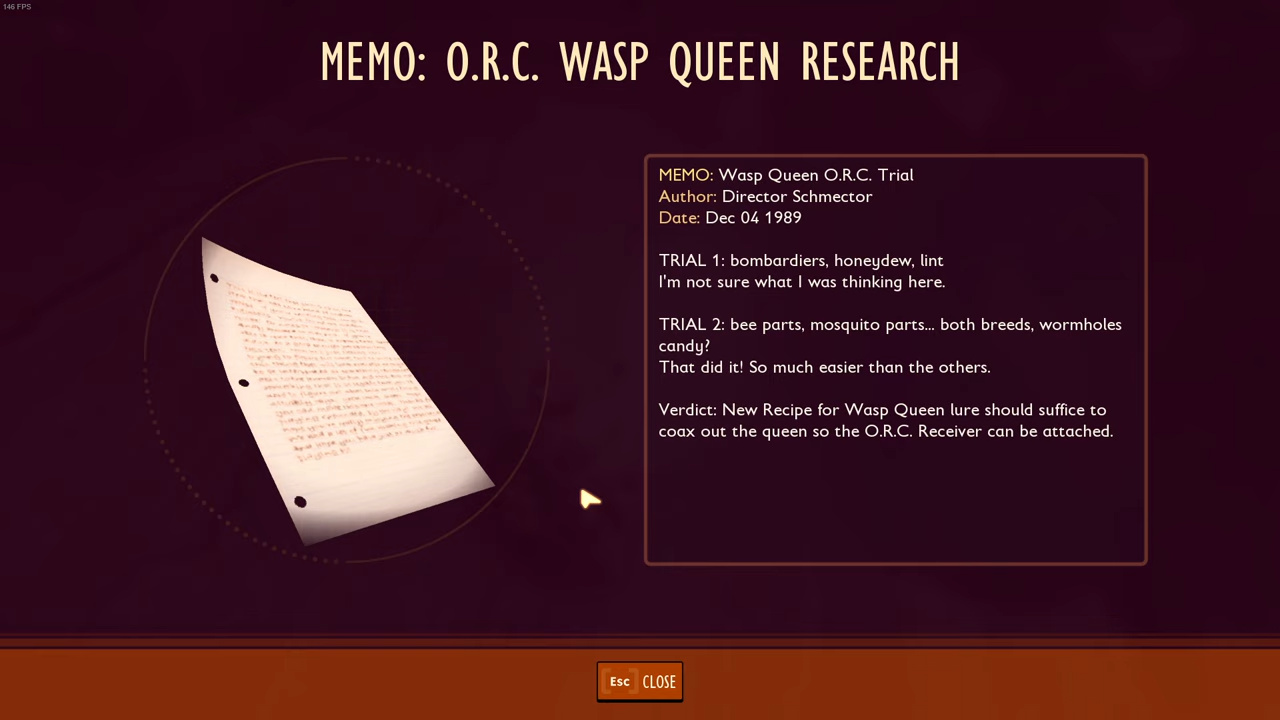 146 FPS
MEMO: O.R.C. WASP QUEEN RESEARCH
MEMO: Wasp Queen O.R.C. Trial
Author: Director Schmector
Date: Dec 04 1989
TRIAL 1: bombardiers, honeydew, lint
I'm not sure what I was thinking here.
TRIAL 2: bee parts, mosquito parts... both breeds, wormholes
candy?
That did it! So much easier than the others.
Verdict: New Recipe for Wasp Queen lure should suffice to
coax out the queen so the O.R.C. Receiver can be attached.
Esc CLOSE